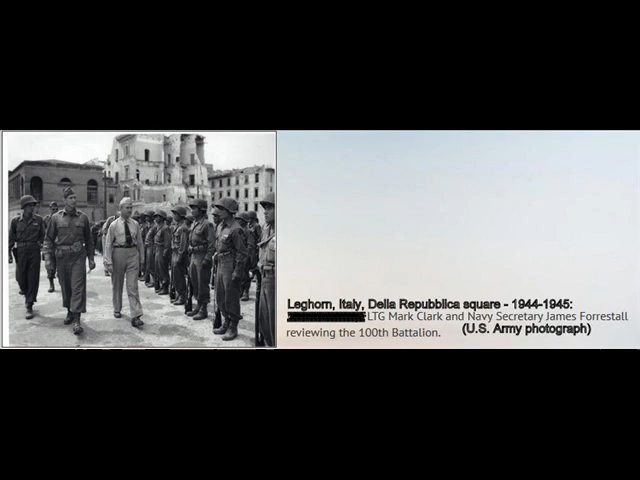 Leghorn, Italy, Della Repubblica square - 1944-1945:
LTG Mark Clark and Navy Secretary James Forrestall
reviewing the 100th Battalion. (U.S. Army photograph)